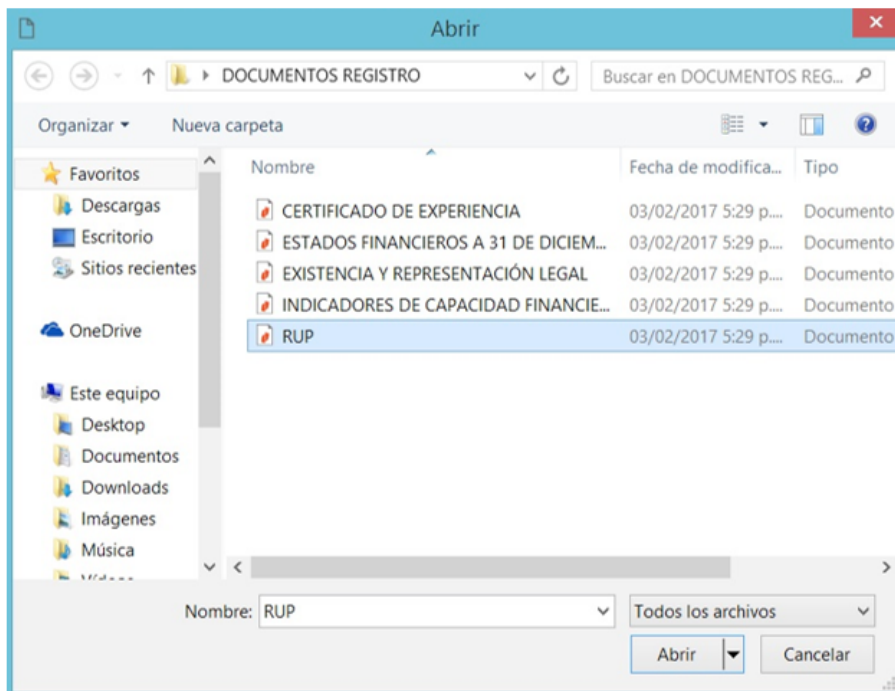 Abrir
DOCUMENTOS REGISTRO
Buscar en DOCUMENTOS REG...
Organizar
Nueva carpeta
Favoritos
Descargas
Escritorio
Sitios recientes
OneDrive
Este equipo
Desktop
Documentos
Downloads
Imágenes
Música
Nombre Fecha de modifica... Tipo
CERTIFICADO DE EXPERIENCIA 03/02/2017 5:29 p.... Documento
ESTADOS FINANCIEROS A 31 DE DICIEM... 03/02/2017 5:29 p.... Documento
EXISTENCIA Y REPRESENTACIÓN LEGAL 03/02/2017 5:29 p.... Documento
INDICADORES DE CAPACIDAD FINANCIE... 03/02/2017 5:29 p.... Documento
RUP 03/02/2017 5:29 p.... Documento
Nombre: RUP
Todos los archivos
Abrir
Cancelar